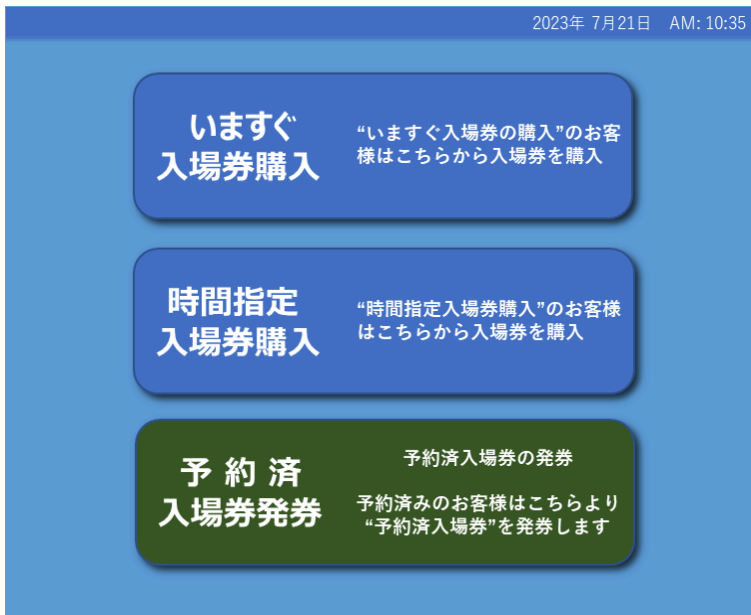 2023年 7月21日 AM: 10:35
いますぐ
入場券購入
“いますぐ入場券の購入”のお客
様はこちらから入場券を購入
時間指定
入場券購入
“時間指定入場券購入”のお客様
はこちらから入場券を購入
予 約 済
入場券発券
予約済入場券の発券
予約済みのお客様はこちらより
“予約済入場券”を発券します